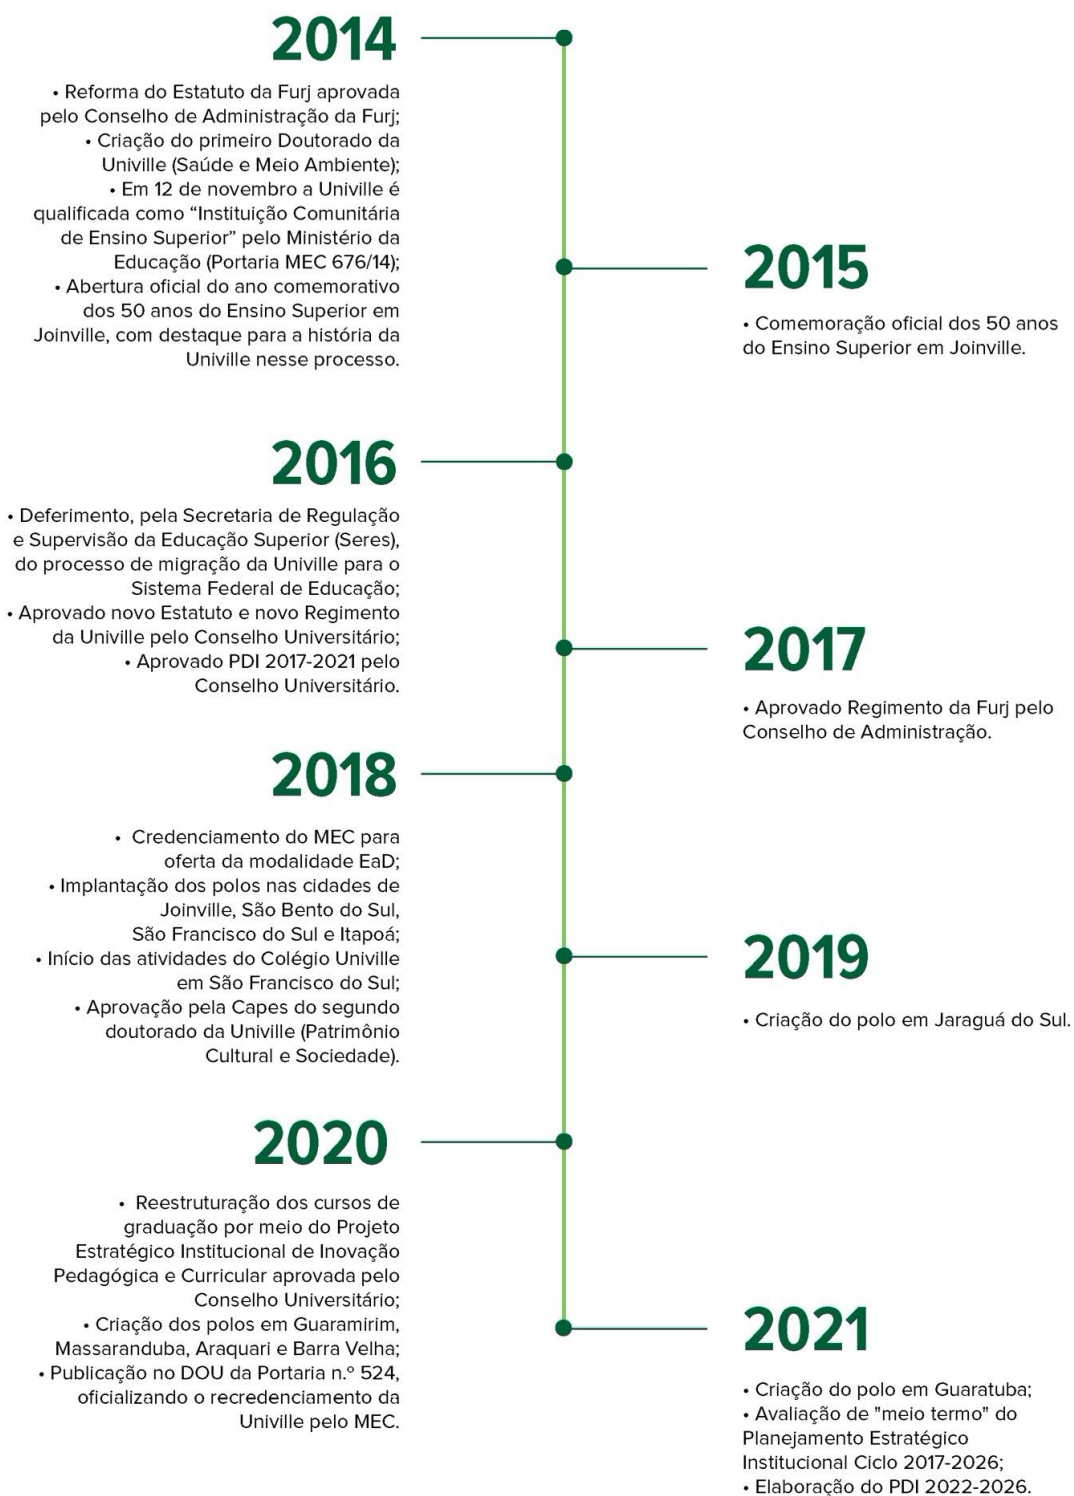 2014
• Reforma do Estatuto da Furj aprovada
pelo Conselho de Administração da Furj;
• Criação do primeiro Doutorado da
Univille (Saúde e Meio Ambiente);
• Em 12 de novembro a Univille é
qualificada como “Instituição Comunitária
de Ensino Superior” pelo Ministério da
Educação (Portaria MEC 676/14);
• Abertura oficial do ano comemorativo
dos 50 anos do Ensino Superior em
Joinville, com destaque para a história da
Univille nesse processo.
2015
• Comemoração oficial dos 50 anos
do Ensino Superior em Joinville.
2016
• Deferimento, pela Secretaria de Regulação
e Supervisão da Educação Superior (Seres),
do processo de migração da Univille para o
Sistema Federal de Educação;
• Aprovado novo Estatuto e novo Regimento
da Univille pelo Conselho Universitário;
• Aprovado PDI 2017-2021 pelo
Conselho Universitário.
2017
• Aprovado Regimento da Furj pelo
Conselho de Administração.
2018
• Credenciamento do MEC para
oferta da modalidade EaD;
• Implantação dos polos nas cidades de
Joinville, São Bento do Sul,
São Francisco do Sul e Itapoá;
• Início das atividades do Colégio Univille
em São Francisco do Sul;
• Aprovação pela Capes do segundo
doutorado da Univille (Patrimônio
Cultural e Sociedade).
2019
• Criação do polo em Jaraguá do Sul.
2020
• Reestruturação dos cursos de
graduação por meio do Projeto
Estratégico Institucional de Inovação
Pedagógica e Curricular aprovada pelo
Conselho Universitário;
• Criação dos polos em Guaramirim,
Massaranduba, Araquari e Barra Velha;
• Publicação no DOU da Portaria n.º 524,
oficializando o recredenciamento da
Univille pelo MEC.
2021
• Criação do polo em Guaratuba;
• Avaliação de "meio termo" do
Planejamento Estratégico
Institucional Ciclo 2017-2026;
• Elaboração do PDI 2022-2026.